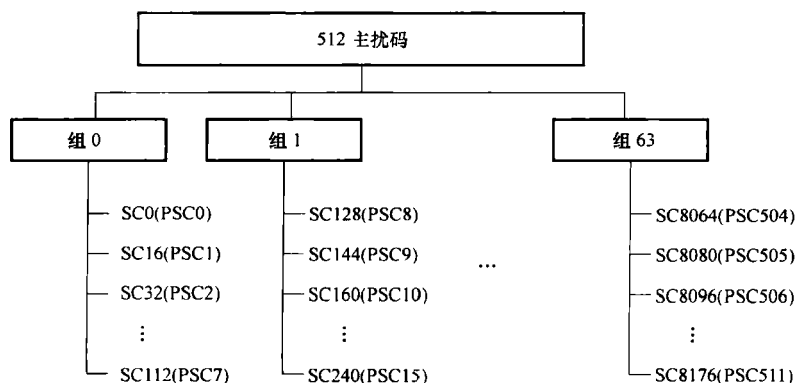 512 主扰码
组 0
组 1
组 63
SC0(PSC0)
SC16(PSC1)
SC32(PSC2)
⋮
SC112(PSC7)
SC128(PSC8)
SC144(PSC9)
SC160(PSC10)
⋮
SC240(PSC15)
…
SC8064(PSC504)
SC8080(PSC505)
SC8096(PSC506)
⋮
SC8176(PSC511)